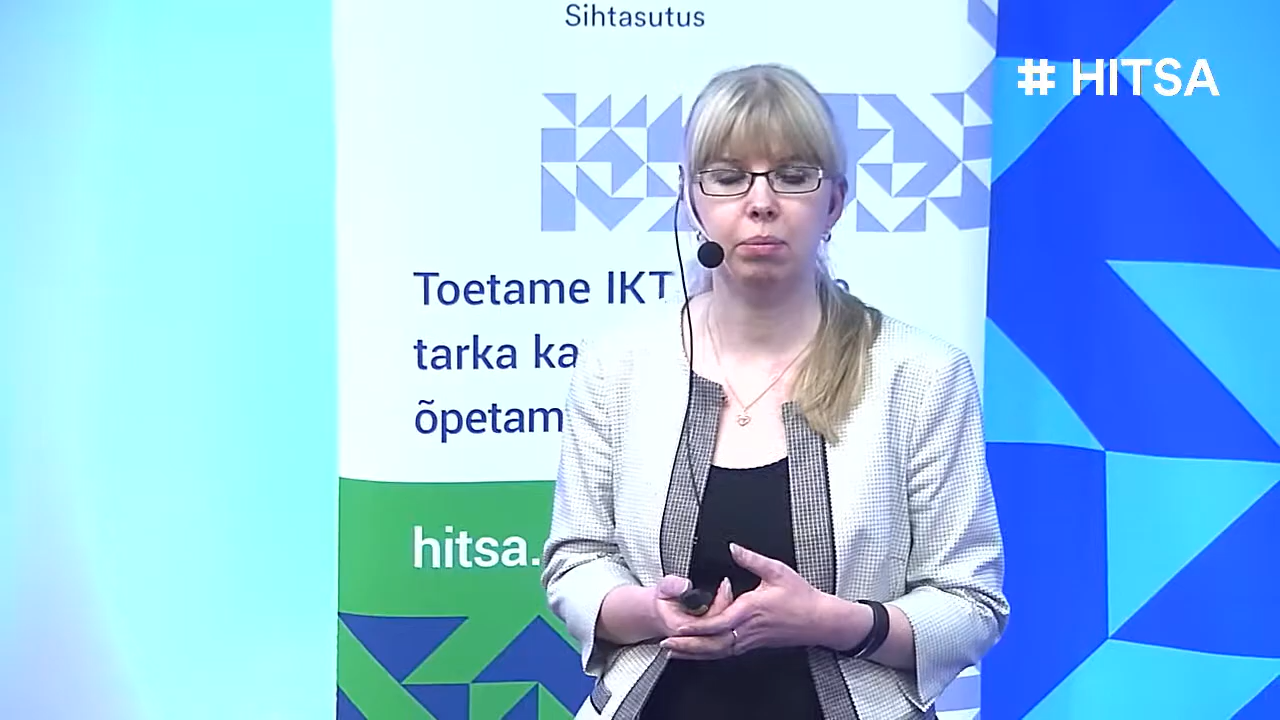 Sihtasutus
# HITSA
Toetame IKT
tarka ka
õpetam
hitsa.